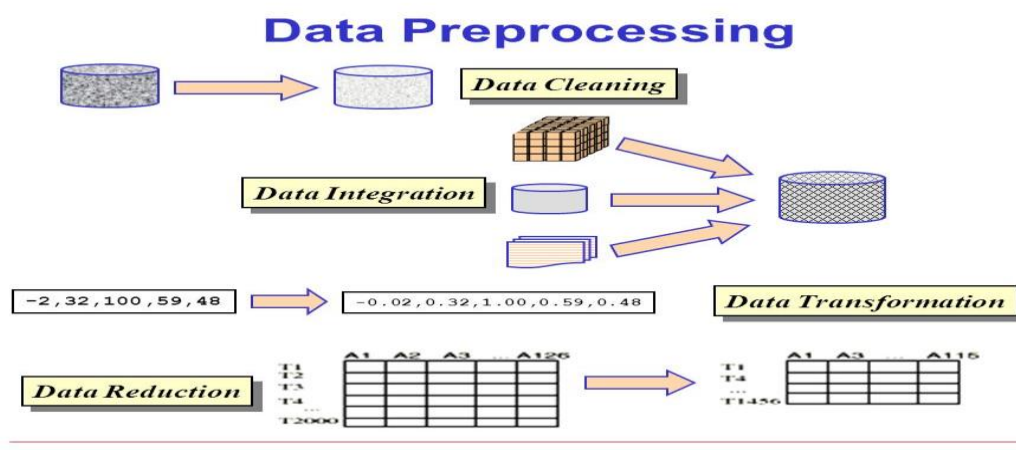 Data Preprocessing
Data Cleaning
Data Integration
-2,32,100,59,48
-0.02,0.32,1.00,0.59,0.48
Data Transformation
Data Reduction
A1 A2 A3 ... A126
T1
T2
T3
T4
...
T2000
A1 A3 ... A115
T1
T4
...
T1456